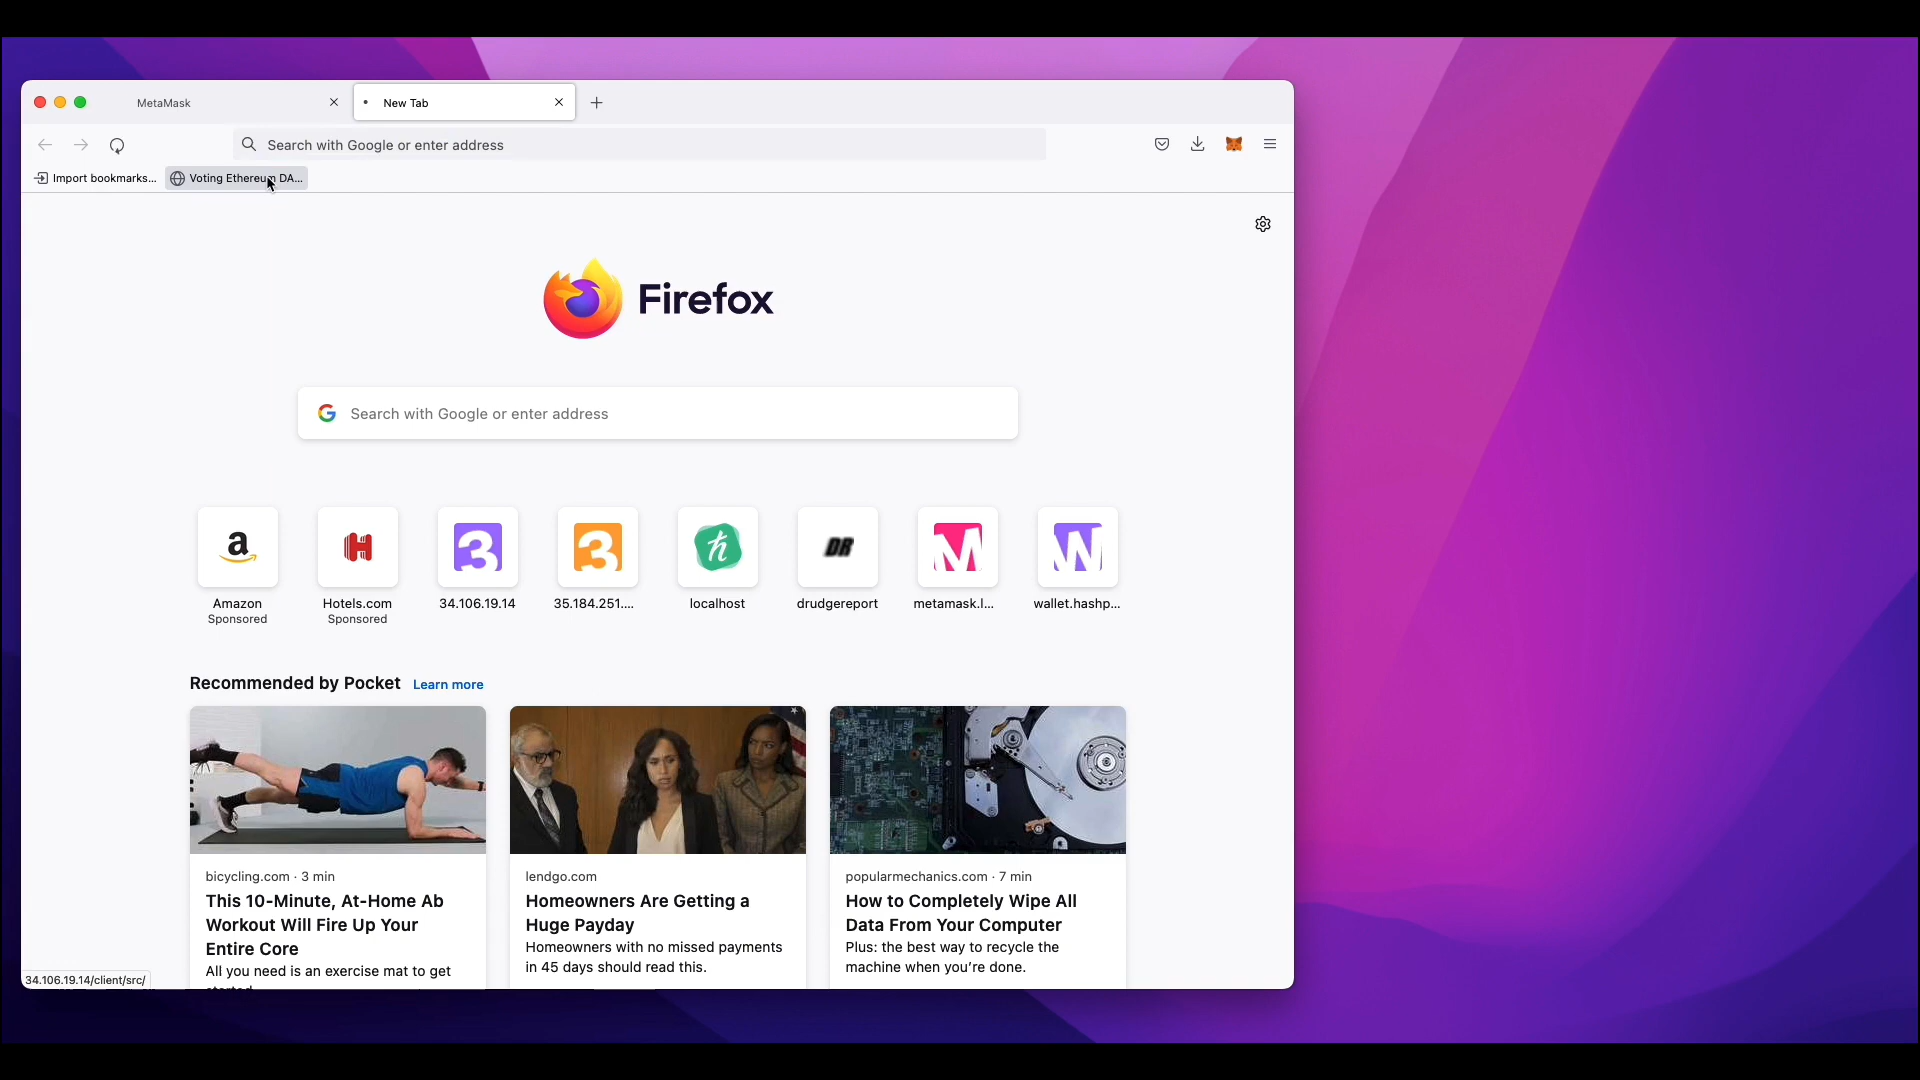 MetaMask
New Tab
Search with Google or enter address
Import bookmarks...
Voting Ethereum DA...
Firefox
Search with Google or enter address
a
H
3
3
ℏ
DR
M
W
Amazon
Sponsored
Hotels.com
Sponsored
34.106.19.14
35.184.251....
localhost
drudgereport
metamask.l...
wallet.hashp...
Recommended by Pocket
Learn more
bicycling.com · 3 min
This 10-Minute, At-Home Ab
Workout Will Fire Up Your
Entire Core
All you need is an exercise mat to get
started.
lendgo.com
Homeowners Are Getting a
Huge Payday
Homeowners with no missed payments
in 45 days should read this.
popularmechanics.com · 7 min
How to Completely Wipe All
Data From Your Computer
Plus: the best way to recycle the
machine when you're done.
34.106.19.14/client/src/